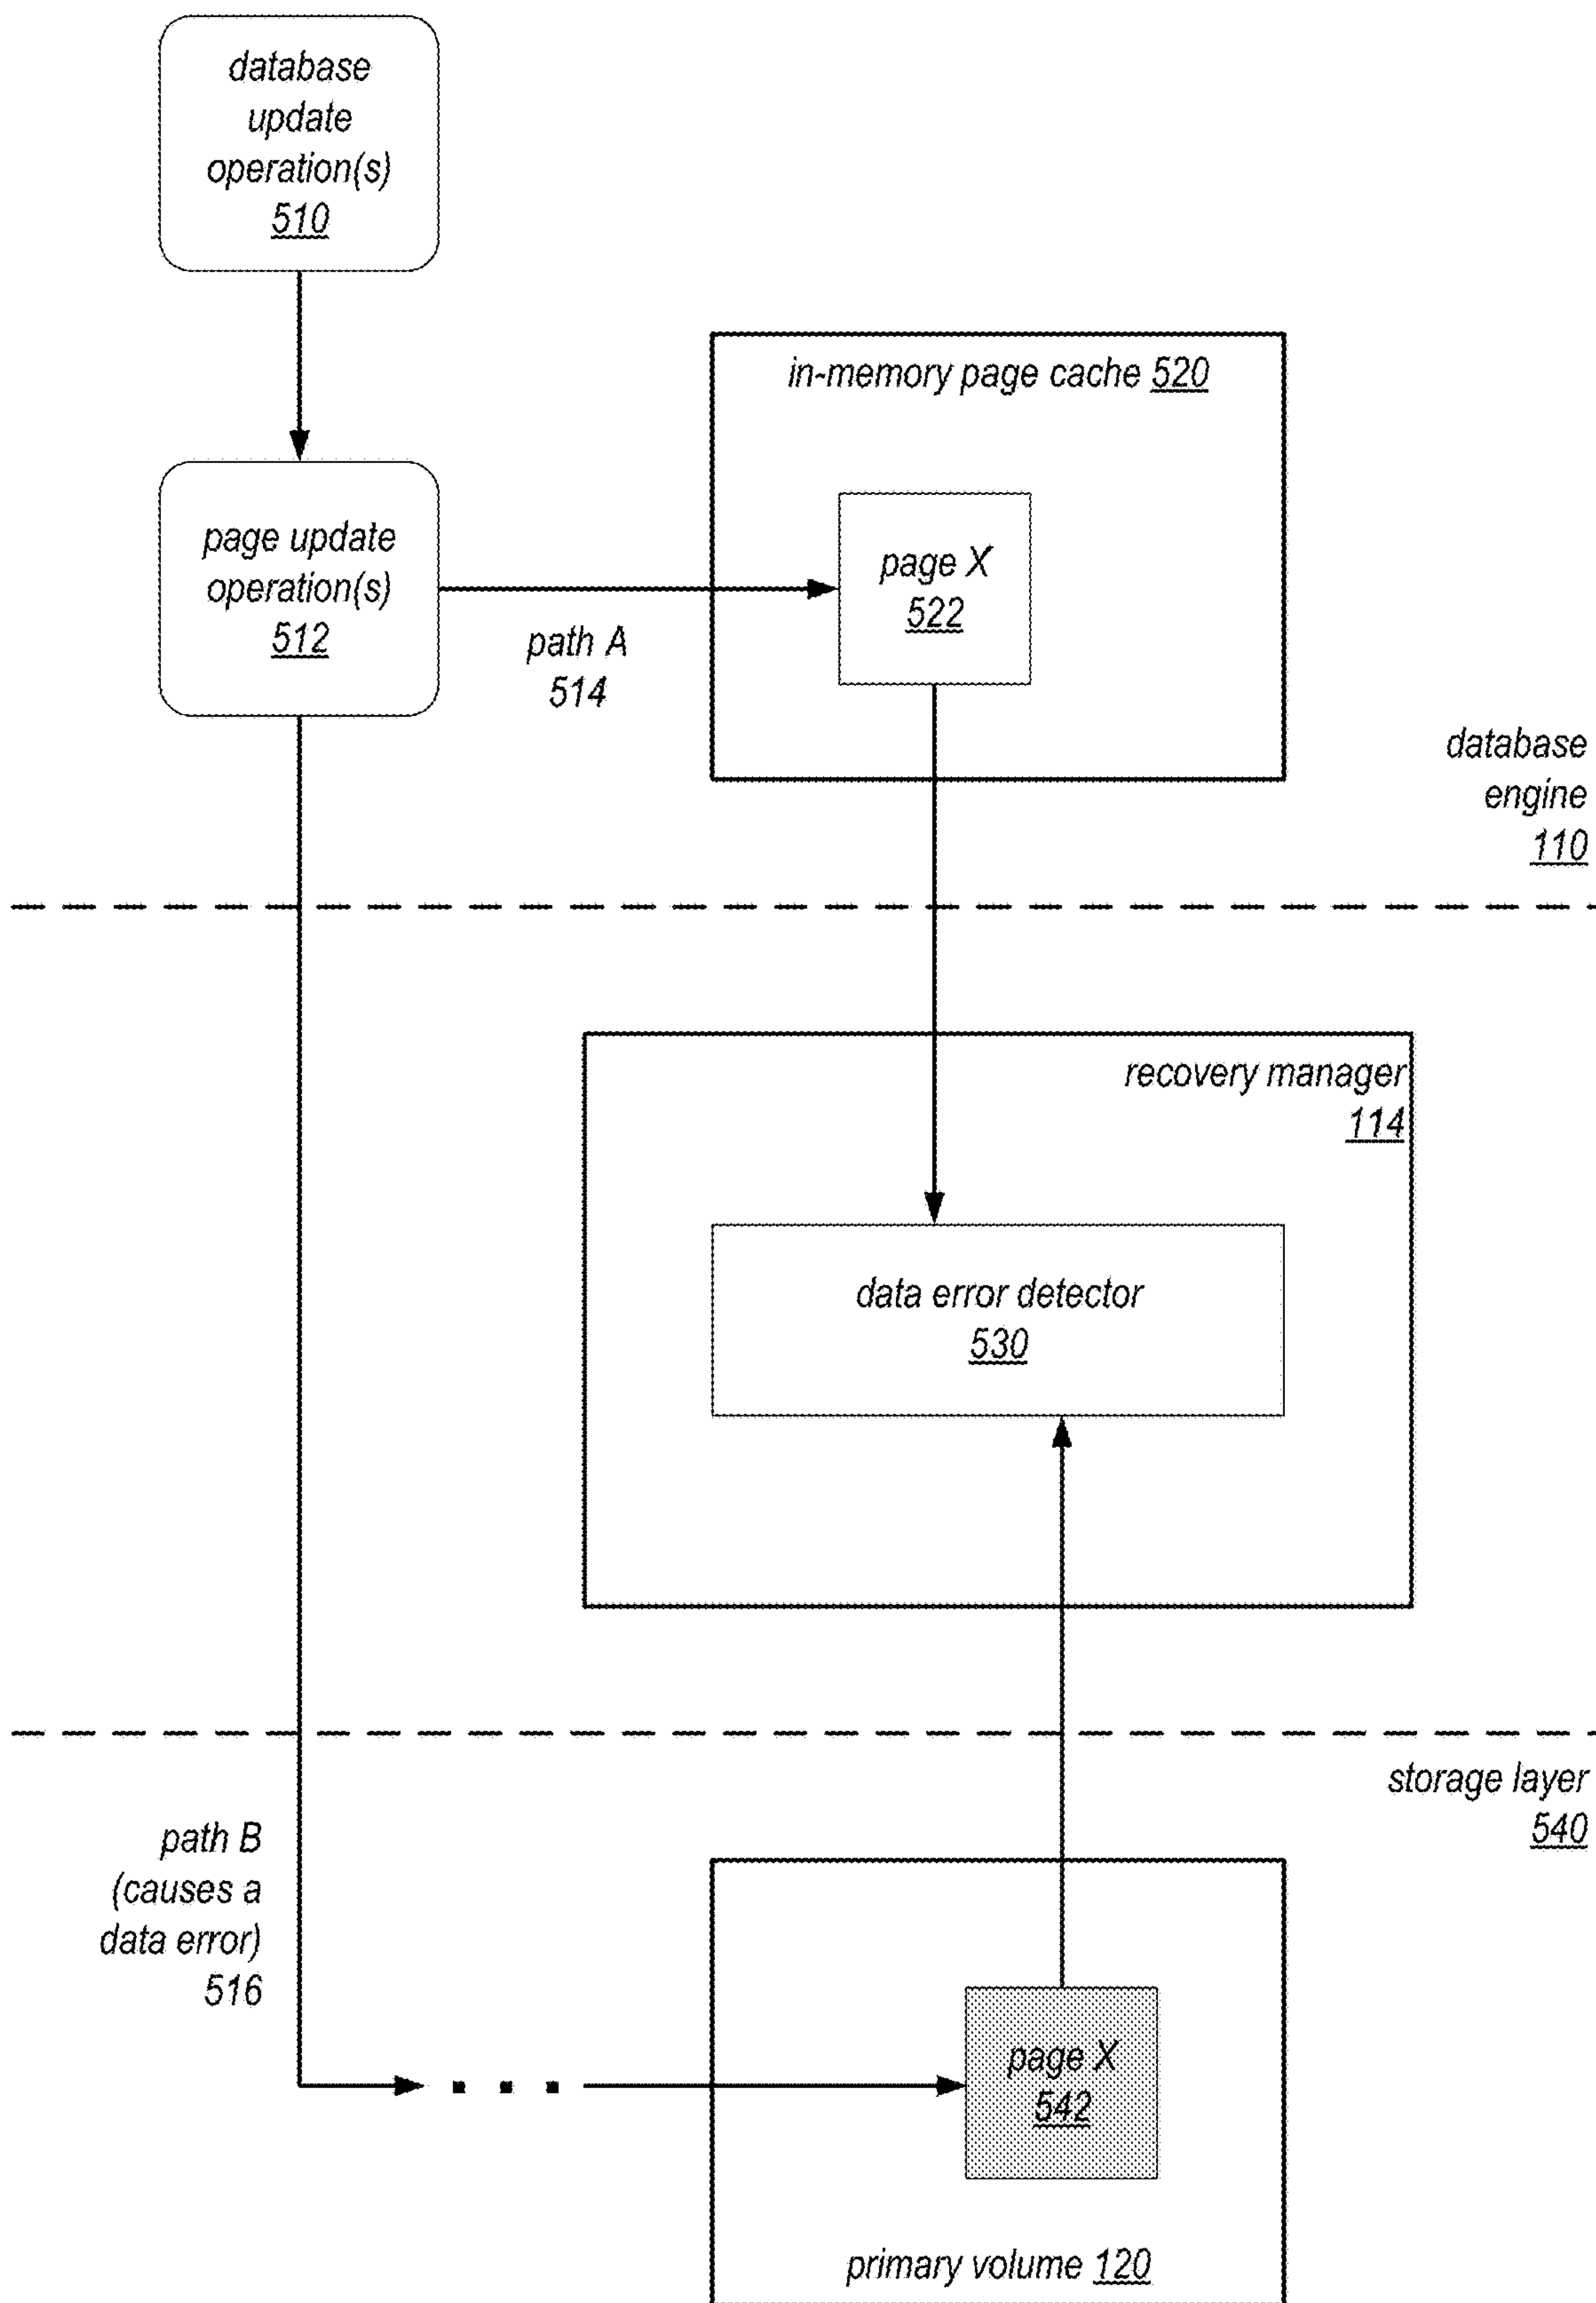 database
update
operation(s)
510
in-memory page cache 520
page update
operation(s)
512
page X
522
path A
514
database
engine
110
recovery manager
114
data error detector
530
storage layer
540
path B
(causes a
data error)
516
page X
542
primary volume 120